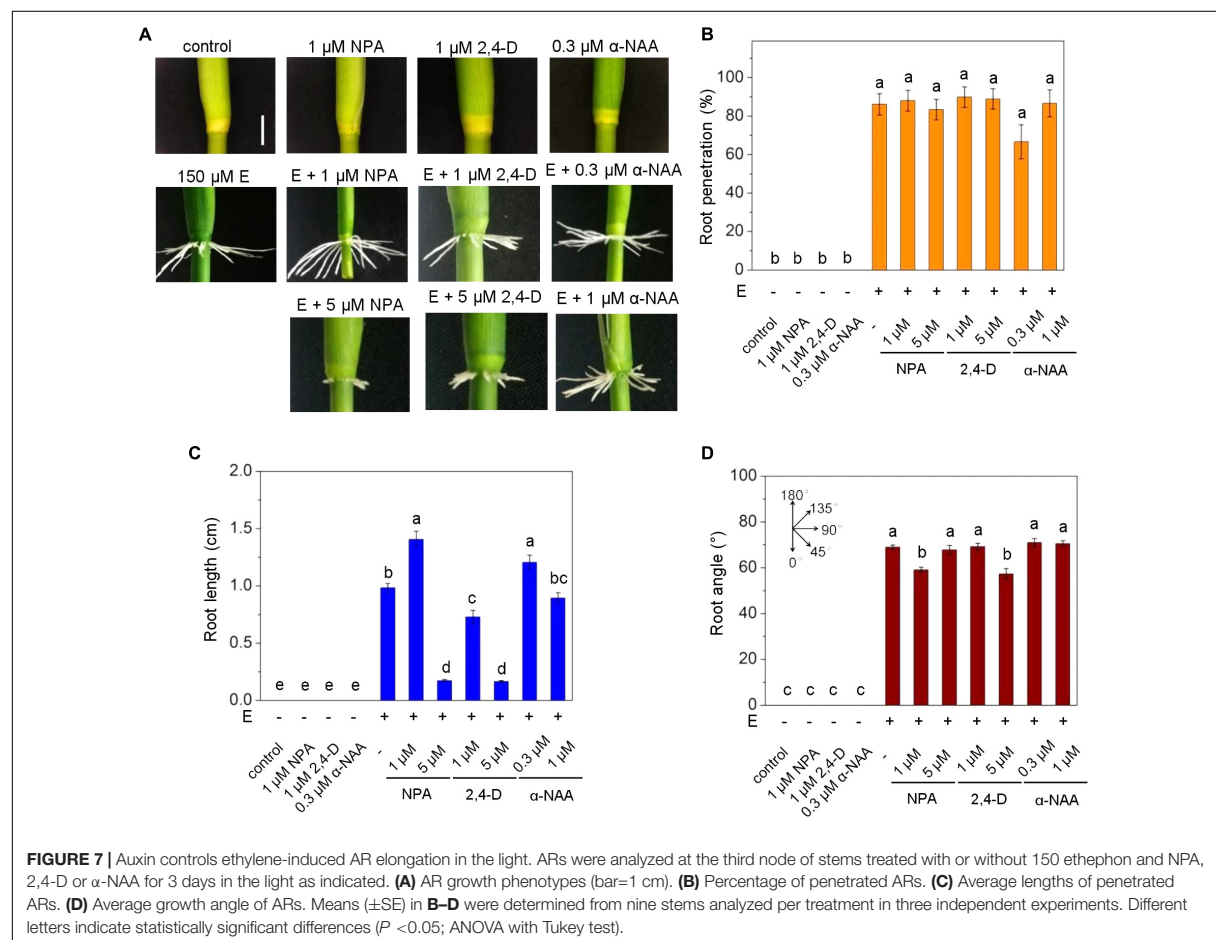 A
control
1 µM NPA
1 µM 2,4-D
0.3 µM α-NAA
150 µM E
E + 1 µM NPA
E + 1 µM 2,4-D
E + 0.3 µM α-NAA
E + 5 µM NPA
E + 5 µM 2,4-D
E + 1 µM α-NAA
B
Root penetration (%)
100
80
60
40
20
0
b b b b a a a a a a a
E - - - - + + + + + + +
control
1 µM NPA
1 µM 2,4-D
0.3 µM α-NAA
-
1 µM
5 µM
1 µM
5 µM
0.3 µM
1 µM
NPA 2,4-D α-NAA
C
Root length (cm)
2.0
1.5
1.0
0.5
0.0
e e e e b a d c d a bc
E - - - - + + + + + + +
control
1 µM NPA
1 µM 2,4-D
0.3 µM α-NAA
-
1 µM
5 µM
1 µM
5 µM
0.3 µM
1 µM
NPA 2,4-D α-NAA
D
Root angle (°)
100
80
60
40
20
0
180°
135°
90°
45°
0°
c c c c a b a a b a a
E - - - - + + + + + + +
control
1 µM NPA
1 µM 2,4-D
0.3 µM α-NAA
-
1 µM
5 µM
1 µM
5 µM
0.3 µM
1 µM
NPA 2,4-D α-NAA
FIGURE 7 | Auxin controls ethylene-induced AR elongation in the light. ARs were analyzed at the third node of stems treated with or without 150 ethephon and NPA,
2,4-D or α-NAA for 3 days in the light as indicated. (A) AR growth phenotypes (bar=1 cm). (B) Percentage of penetrated ARs. (C) Average lengths of penetrated
ARs. (D) Average growth angle of ARs. Means (±SE) in B–D were determined from nine stems analyzed per treatment in three independent experiments. Different
letters indicate statistically significant differences (P <0.05; ANOVA with Tukey test).